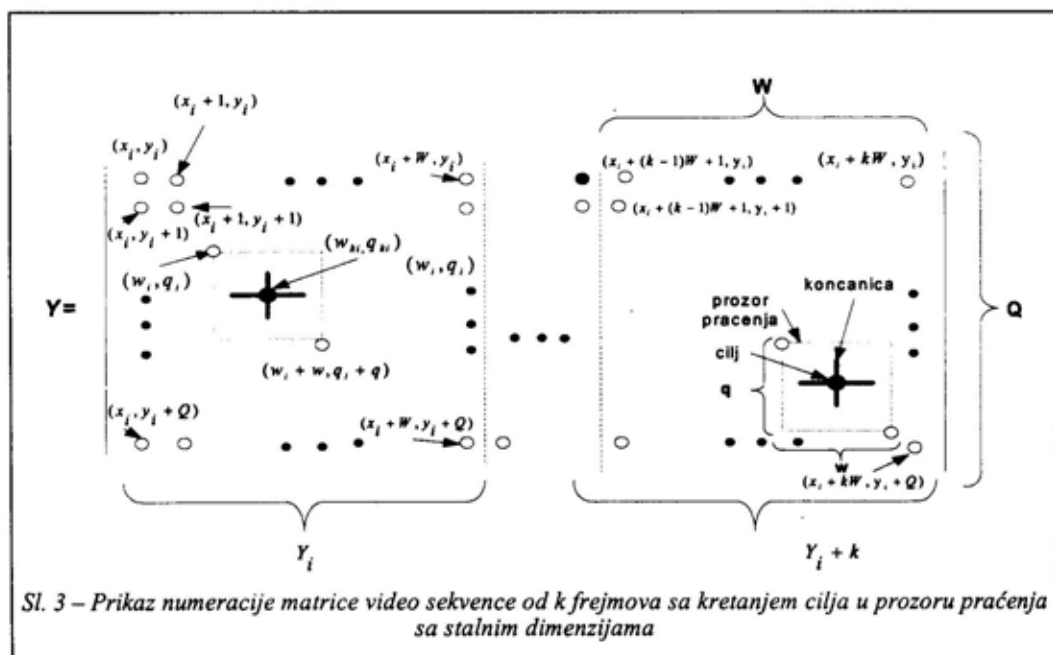 W
(x_i + 1, y_i)
(x_i, y_i)
(x_i + W, y_i)
(x_i + (k − 1)W + 1, y_i)
(x_i + kW, y_i)
(x_i, y_i + 1)
(x_i + 1, y_i + 1)
(x_i + (k − 1)W + 1, y_i + 1)
(w_ki, q_ki)
(w_i, q_i)
(w_i, q_i)
koncanica
Y=
prozor
pracenja
Q
cilj
(w_i + w, q_i + q)
q
(x_i, y_i + Q)
(x_i + W, y_i + Q)
w
(x_i + kW, y_i + Q)
Y_i
Y_i + k
Sl. 3 – Prikaz numeracije matrice video sekvence od k frejmova sa kretanjem cilja u prozoru praćenja
sa stalnim dimenzijama